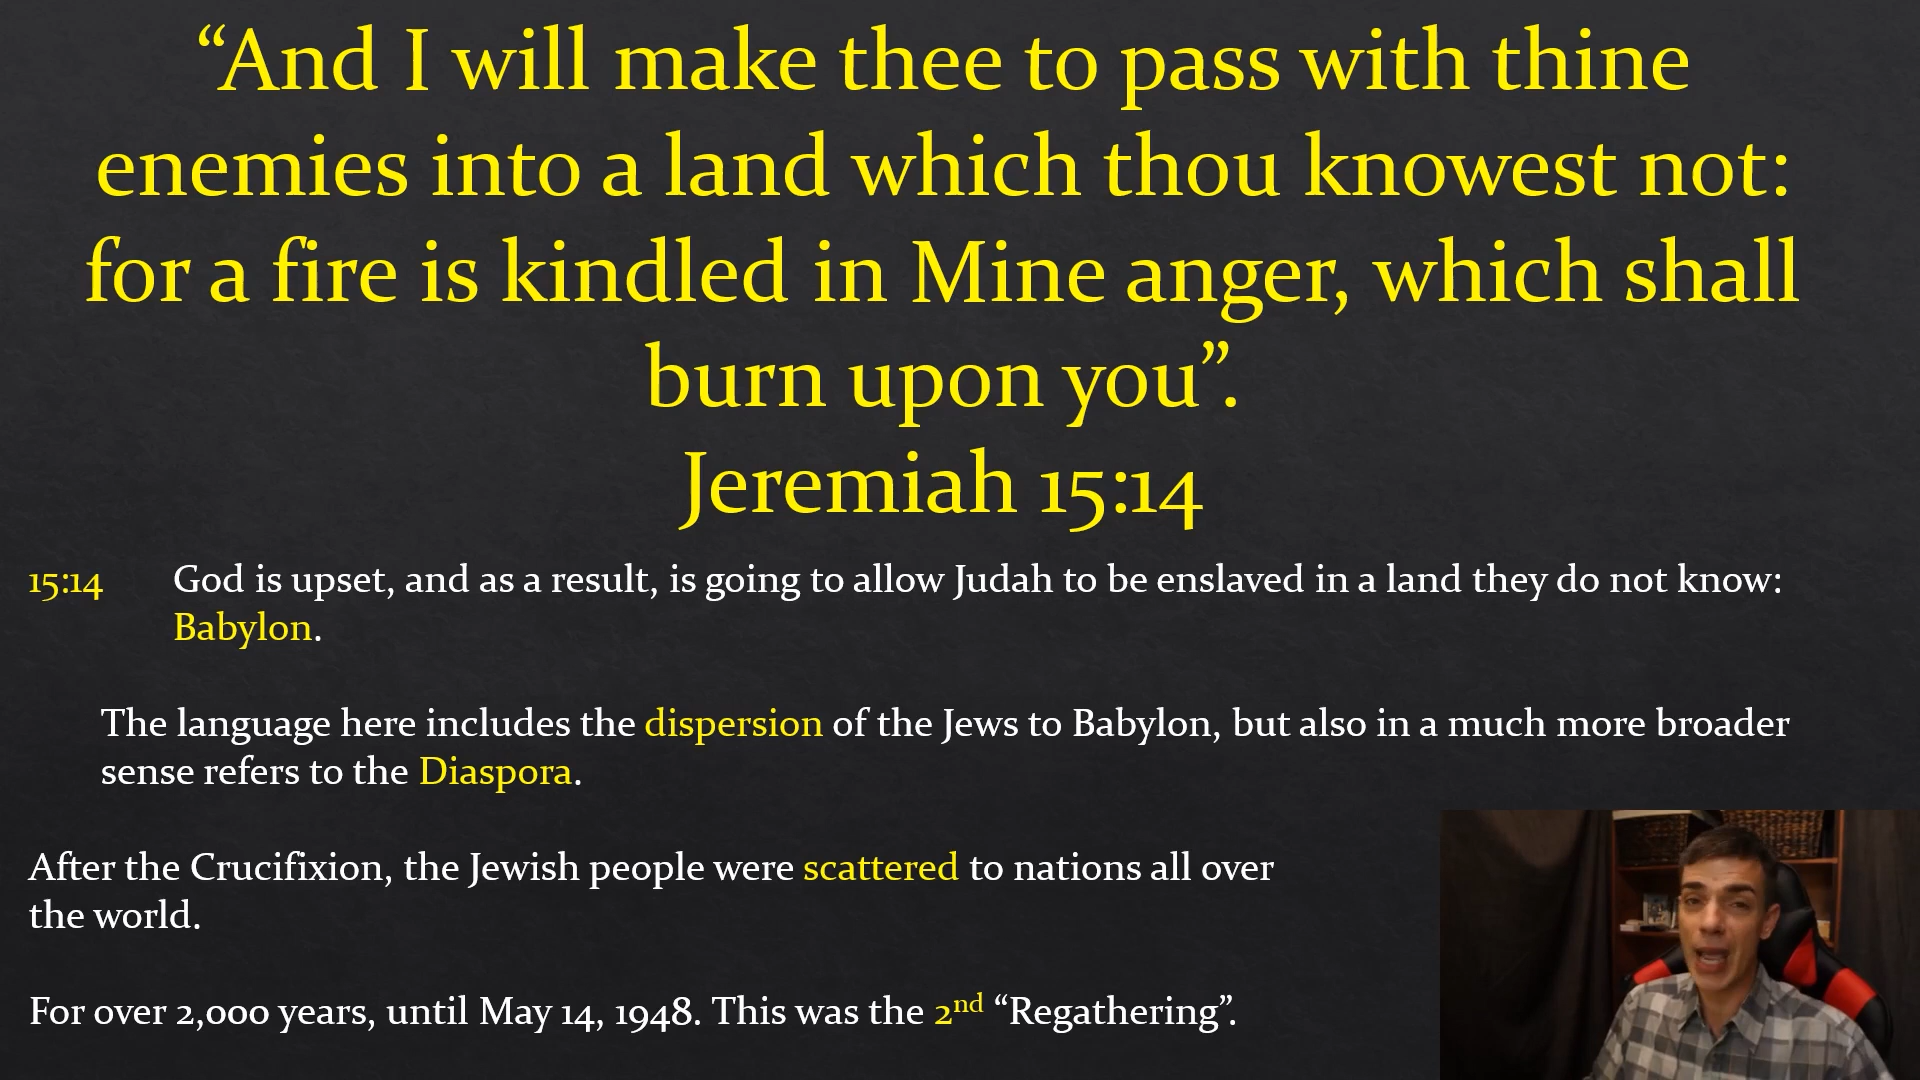 “And I will make thee to pass with thine
enemies into a land which thou knowest not:
for a fire is kindled in Mine anger, which shall
burn upon you”.
Jeremiah 15:14
15:14 God is upset, and as a result, is going to allow Judah to be enslaved in a land they do not know:
Babylon.
The language here includes the dispersion of the Jews to Babylon, but also in a much more broader
sense refers to the Diaspora.
After the Crucifixion, the Jewish people were scattered to nations all over
the world.
For over 2,000 years, until May 14, 1948. This was the 2nd “Regathering”.